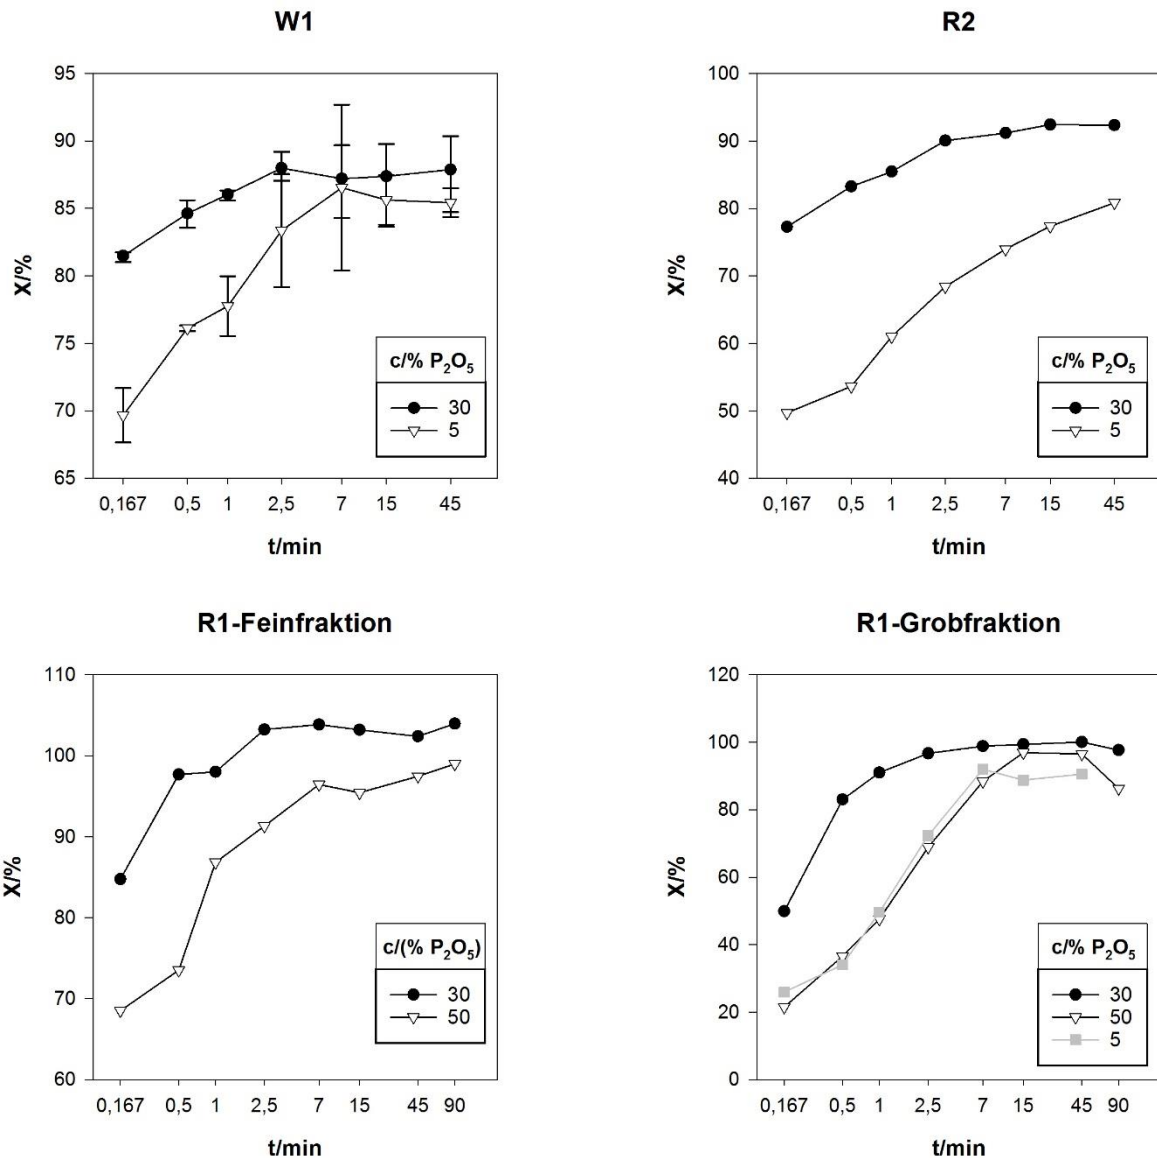 W1
95
90
85
80
75
70
65
X/%
c/% P₂O₅
30
5
0,167 0,5 1 2,5 7 15 45
t/min
R2
100
90
80
70
60
50
40
X/%
c/% P₂O₅
30
5
0,167 0,5 1 2,5 7 15 45
t/min
R1-Feinfraktion
110
100
90
80
70
60
X/%
c/(% P₂O₅)
30
50
0,167 0,5 1 2,5 7 15 45 90
t/min
R1-Grobfraktion
120
100
80
60
40
20
0
X/%
c/% P₂O₅
30
50
5
0,167 0,5 1 2,5 7 15 45 90
t/min